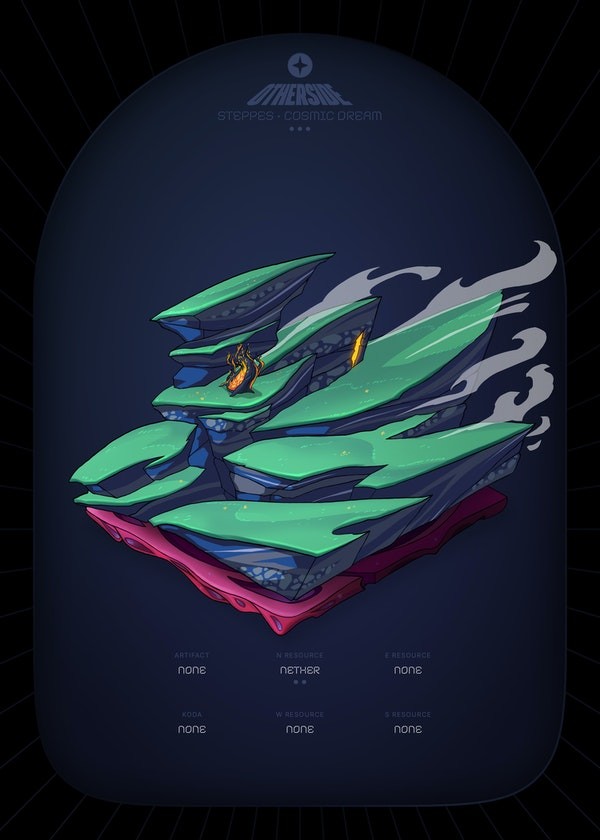 OTHERSIDE
STEPPES - COSMIC DREAM
ARTIFACT N RESOURCE E RESOURCE
NONE NETHER NONE
KODA W RESOURCE S RESOURCE
NONE NONE NONE